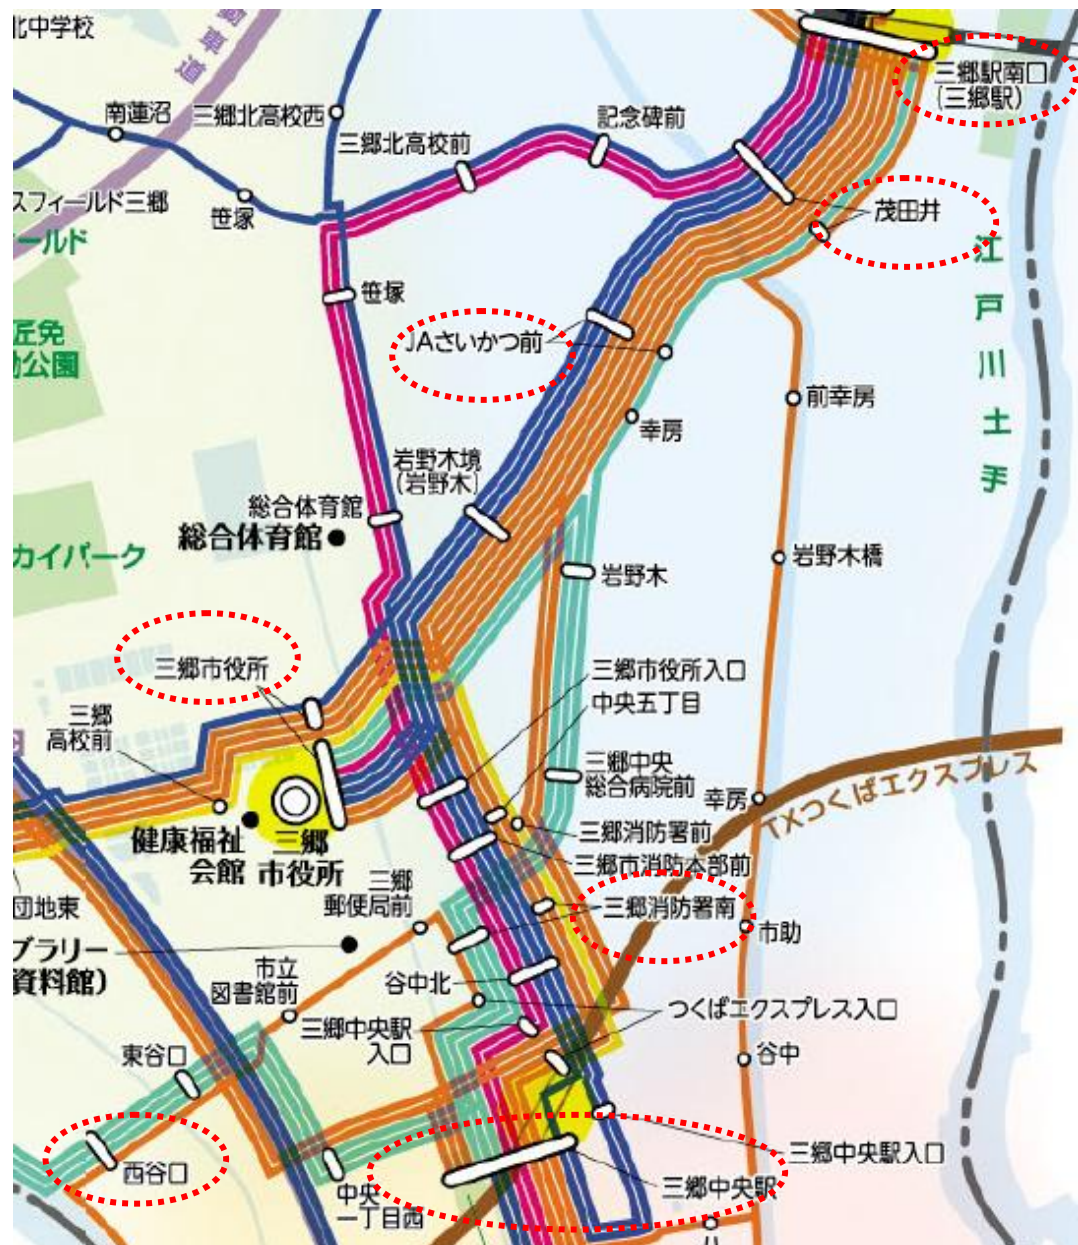 北中学校
車道
三郷駅南口
(三郷駅)
南蓮沼
三郷北高校西
三郷北高校前
記念碑前
スフィールド三郷
ールド
笹塚
茂田井
江戸川土手
笹塚
匠免
公園
JAさいかつ前
前幸房
幸房
岩野木境
(岩野木)
総合体育館
総合体育館
カイパーク
岩野木橋
岩野木
三郷市役所
三郷市役所入口
中央五丁目
三郷
高校前
三郷中央
総合病院前
幸房
TXつくばエクスプレス
三郷消防署前
健康福祉
会館
三郷
市役所
三郷市消防本部前
三郷
郵便局前
団地東
三郷消防署南
市助
ブラリー
資料館)
市立
図書館前
谷中北
つくばエクスプレス入口
三郷中央駅
入口
東谷口
谷中
三郷中央駅入口
西谷口
三郷中央駅
中央
一丁目西